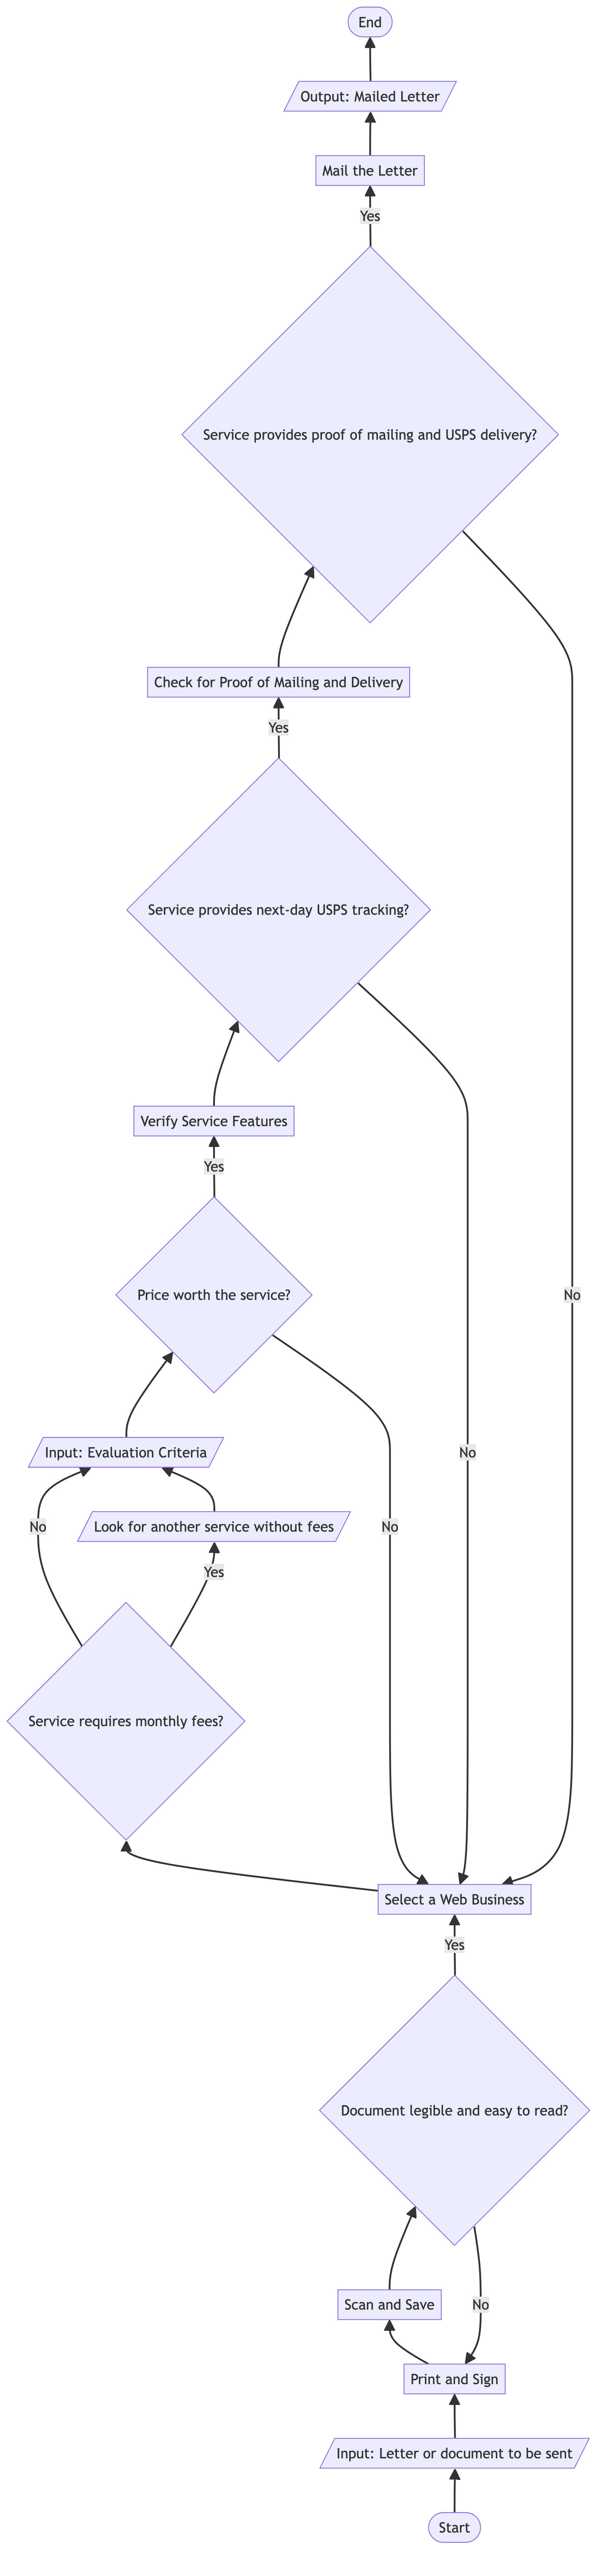 End
Output: Mailed Letter
Mail the Letter
Yes
Service provides proof of mailing and USPS delivery?
Check for Proof of Mailing and Delivery
Yes
Service provides next-day USPS tracking?
Verify Service Features
Yes
Price worth the service?
No
Input: Evaluation Criteria
No
Look for another service without fees
No
No
Yes
Service requires monthly fees?
Select a Web Business
Yes
Document legible and easy to read?
Scan and Save
No
Print and Sign
Input: Letter or document to be sent
Start